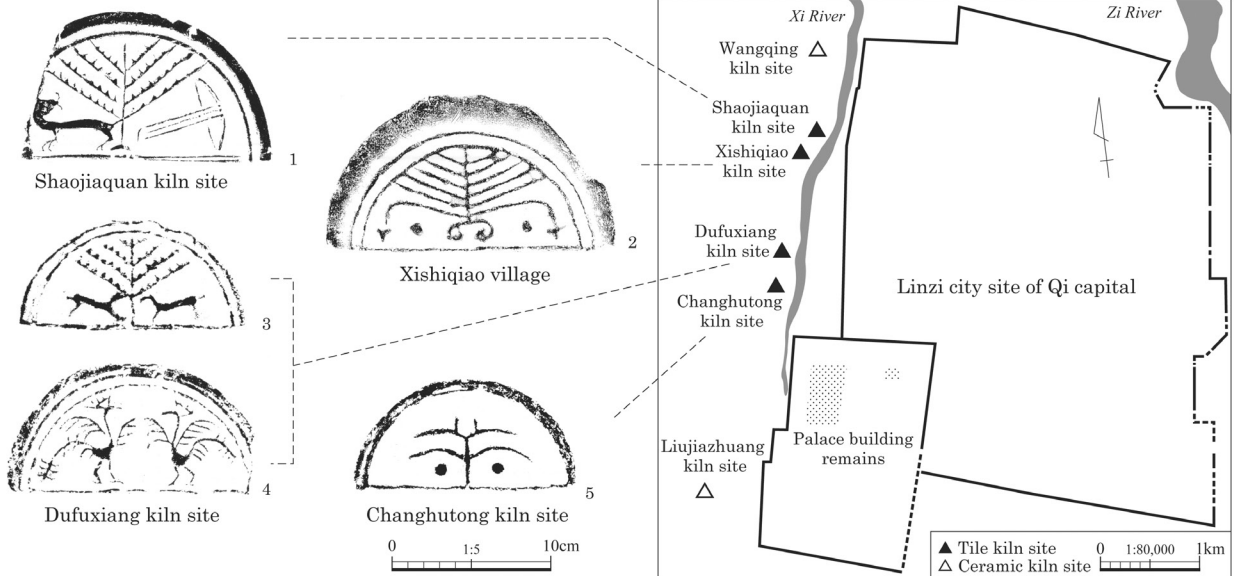 1
Shaojiaquan kiln site
2
Xishiqiao village
3
4
Dufuxiang kiln site
5
Changhutong kiln site
0 1:5 10cm
Xi River
Zi River
Wangqing
kiln site
Shaojiaquan
kiln site
Xishiqiao
kiln site
Dufuxiang
kiln site
Changhutong
kiln site
Linzi city site of Qi capital
Palace building
remains
Liujiazhuang
kiln site
▲ Tile kiln site
△ Ceramic kiln site
0 1:80,000 1km